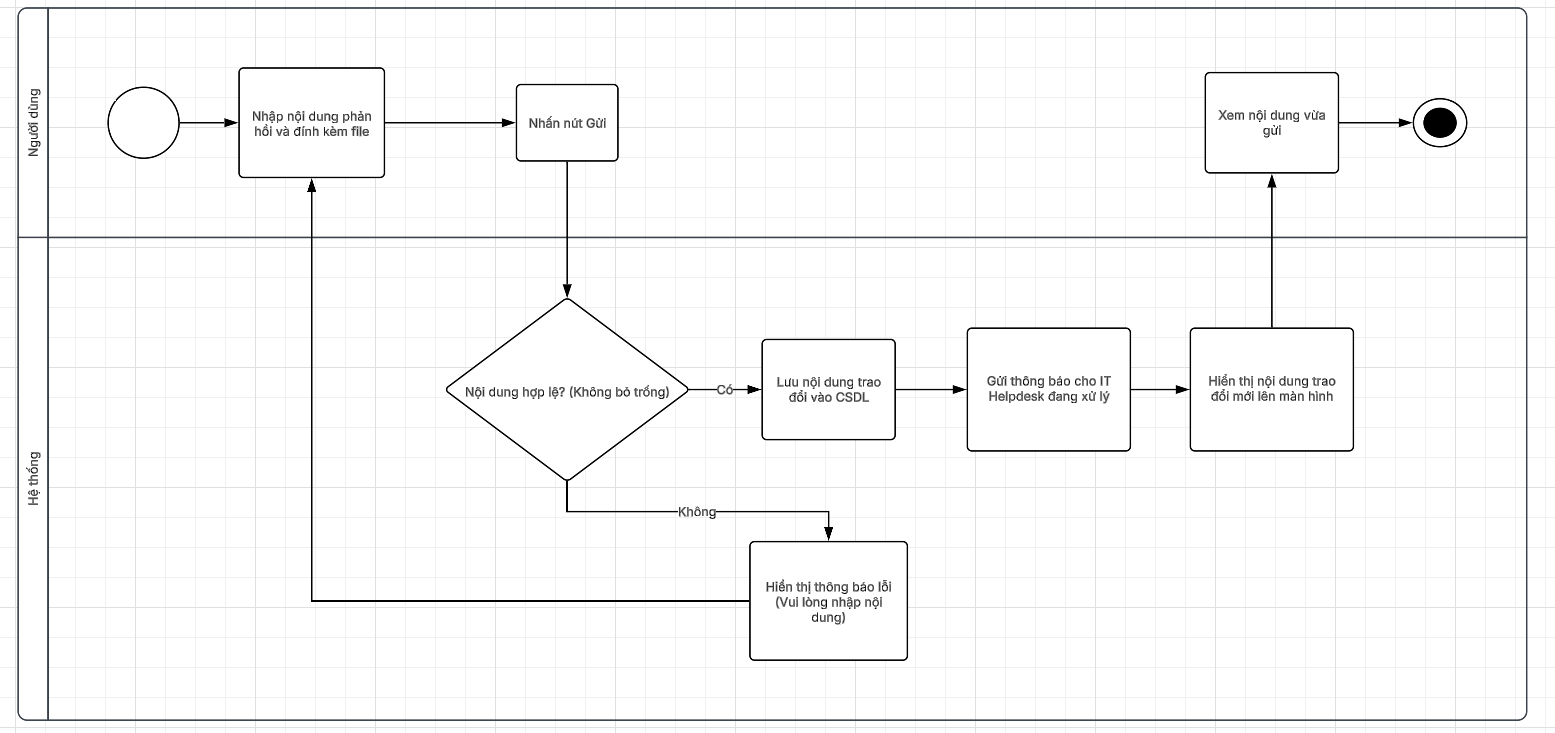 Người dùng
Nhập nội dung phản
hồi và đính kèm file
Nhấn nút Gửi
Xem nội dung vừa
gửi
Hệ thống
Nội dung hợp lệ? (Không bỏ trống)
Có
Lưu nội dung trao
đổi vào CSDL
Gửi thông báo cho IT
Helpdesk đang xử lý
Hiển thị nội dung trao
đổi mới lên màn hình
Không
Hiển thị thông báo lỗi
(Vui lòng nhập nội
dung)